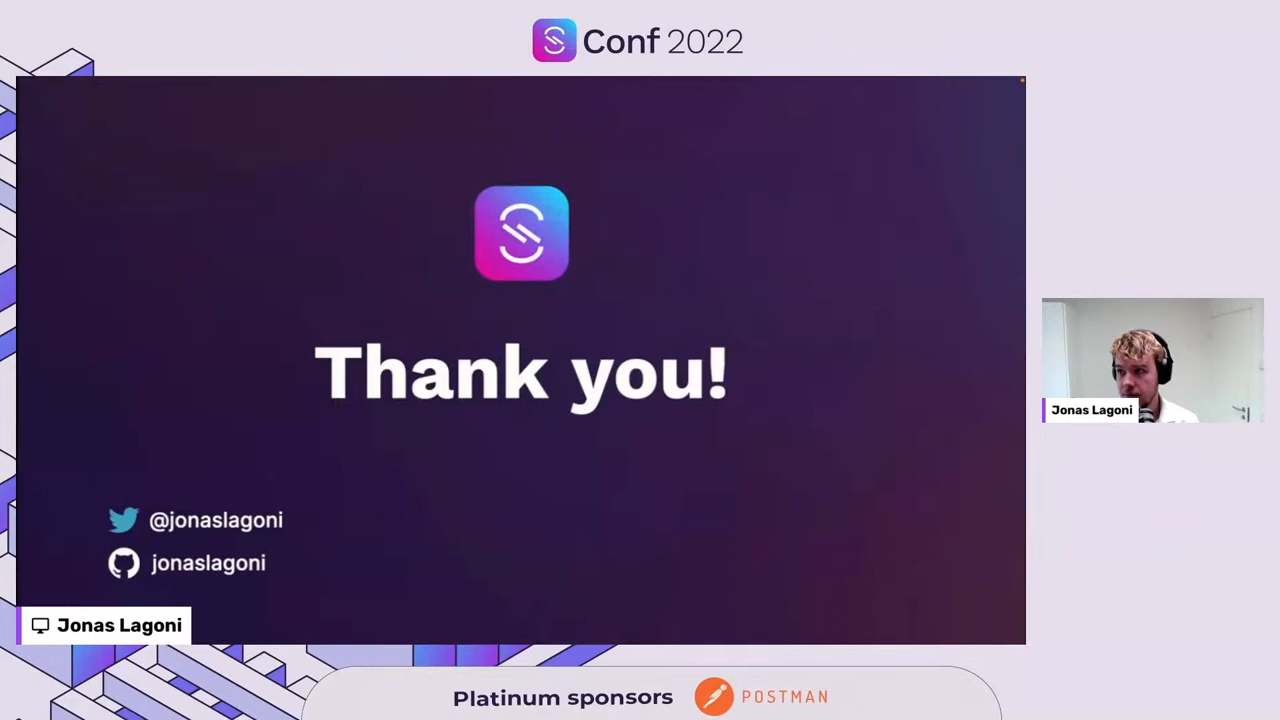 Conf 2022
Thank you!
@jonaslagoni
jonaslagoni
Jonas Lagoni
Jonas Lagoni
Platinum sponsors POSTMAN